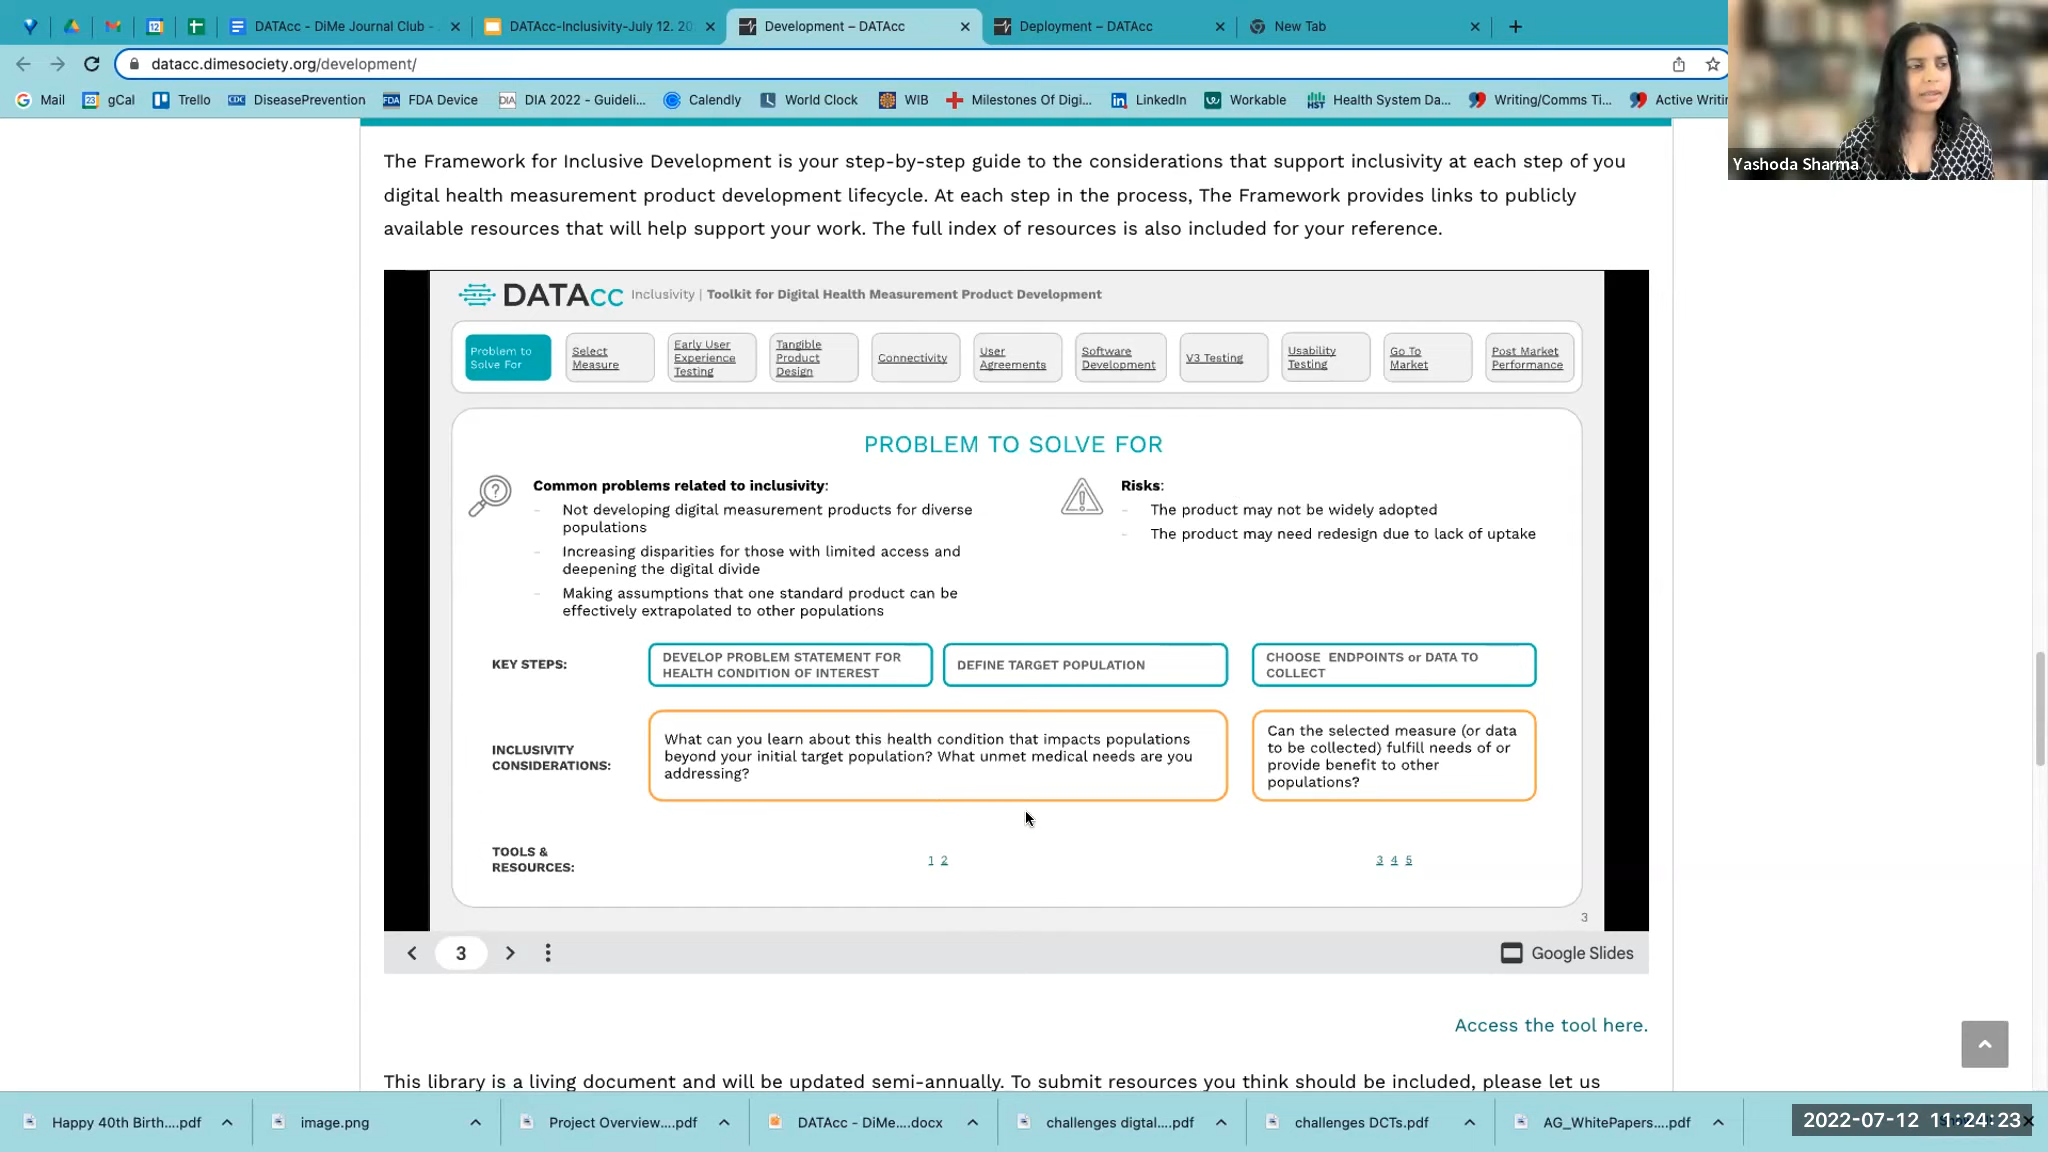 DATAcc - DiMe Journal Club -
DATAcc-Inclusivity-July 12. 20
Development – DATAcc
Deployment – DATAcc
New Tab
datacc.dimesociety.org/development/
Mail
gCal
Trello
DiseasePrevention
FDA Device
DIA 2022 - Guideli...
Calendly
World Clock
WIB
Milestones Of Digi...
LinkedIn
Workable
Health System Da...
Writing/Comms Ti...
Active Writi
Yashoda Sharma
The Framework for Inclusive Development is your step-by-step guide to the considerations that support inclusivity at each step of you
digital health measurement product development lifecycle. At each step in the process, The Framework provides links to publicly
available resources that will help support your work. The full index of resources is also included for your reference.
DATAcc Inclusivity | Toolkit for Digital Health Measurement Product Development
Problem to
Solve For
Select
Measure
Early User
Experience
Testing
Tangible
Product
Design
Connectivity
User
Agreements
Software
Development
V3 Testing
Usability
Testing
Go To
Market
Post Market
Performance
PROBLEM TO SOLVE FOR
Common problems related to inclusivity:
- Not developing digital measurement products for diverse
populations
- Increasing disparities for those with limited access and
deepening the digital divide
- Making assumptions that one standard product can be
effectively extrapolated to other populations
Risks:
- The product may not be widely adopted
- The product may need redesign due to lack of uptake
KEY STEPS:
DEVELOP PROBLEM STATEMENT FOR
HEALTH CONDITION OF INTEREST
DEFINE TARGET POPULATION
CHOOSE ENDPOINTS or DATA TO
COLLECT
INCLUSIVITY
CONSIDERATIONS:
What can you learn about this health condition that impacts populations
beyond your initial target population? What unmet medical needs are you
addressing?
Can the selected measure (or data
to be collected) fulfill needs of or
provide benefit to other
populations?
TOOLS &
RESOURCES:
1 2
3 4 5
3
3
Google Slides
Access the tool here.
This library is a living document and will be updated semi-annually. To submit resources you think should be included, please let us
Happy 40th Birth....pdf
image.png
Project Overview....pdf
DATAcc - DiMe....docx
challenges digtal....pdf
challenges DCTs.pdf
AG_WhitePapers....pdf
2022-07-12 11:24:23